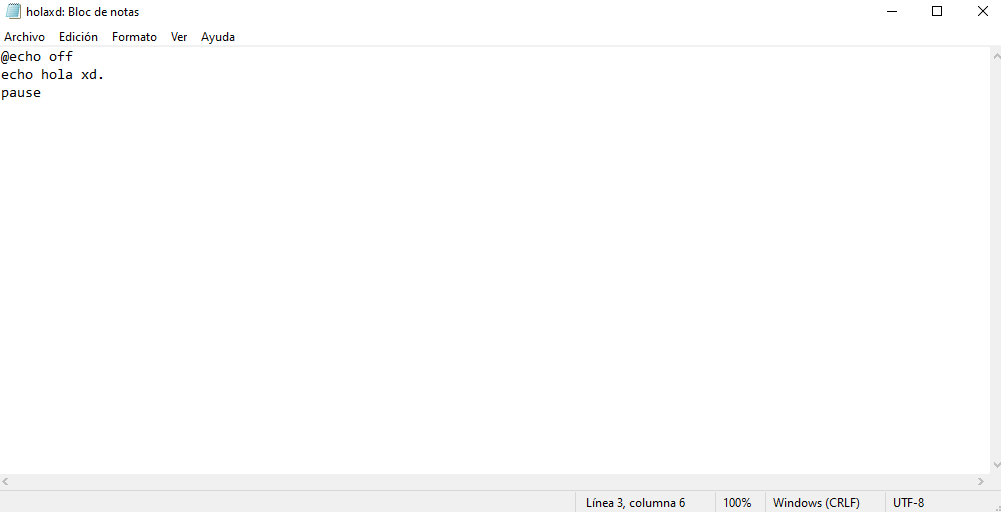 holaxd: Bloc de notas
Archivo Edición Formato Ver Ayuda
@echo off
echo hola xd.
pause
Línea 3, columna 6 100% Windows (CRLF) UTF-8